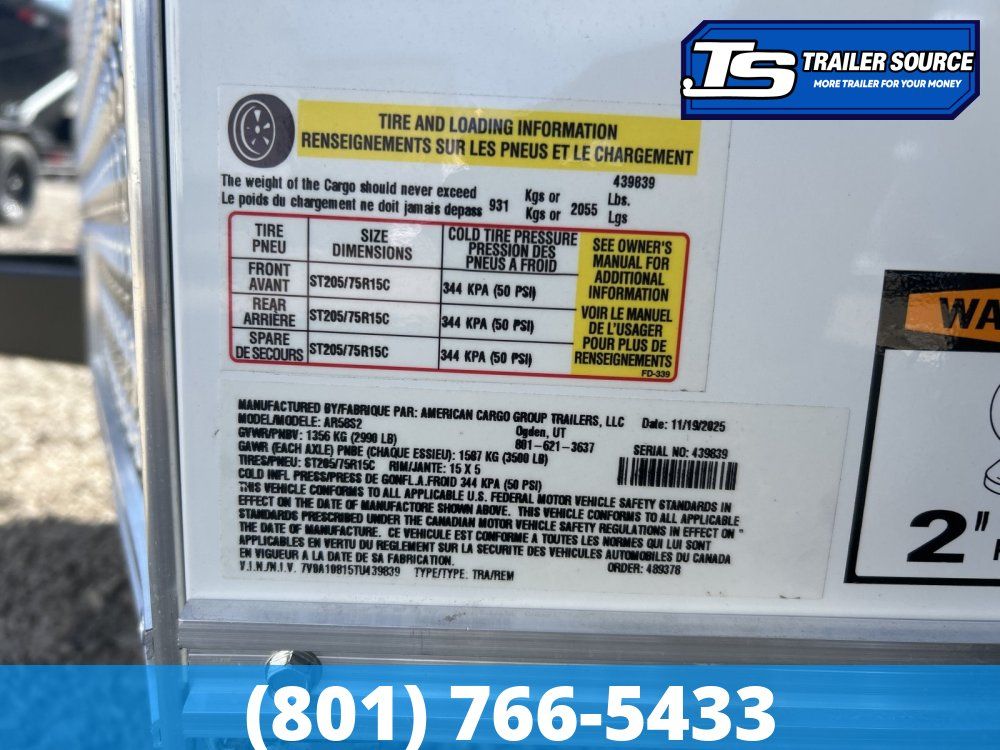 TS TRAILER SOURCE
MORE TRAILER FOR YOUR MONEY
TIRE AND LOADING INFORMATION
RENSEIGNEMENTS SUR LES PNEUS ET LE CHARGEMENT
439839
The weight of the Cargo should never exceed 931 Kgs or 2055 Lbs.
Le poids du chargement ne doit jamais depass Kgs or Lgs
TIRE PNEU SIZE DIMENSIONS COLD TIRE PRESSURE PRESSION DES PNEUS A FROID
FRONT AVANT ST205/75R15C 344 KPA (50 PSI)
REAR ARRIÈRE ST205/75R15C 344 KPA (50 PSI)
SPARE DE SECOURS ST205/75R15C 344 KPA (50 PSI)
SEE OWNER'S
MANUAL FOR
ADDITIONAL
INFORMATION
VOIR LE MANUEL
DE L'USAGER
POUR PLUS DE
RENSEIGNEMENTS
FD-339
MANUFACTURED BY/FABRIQUE PAR: AMERICAN CARGO GROUP TRAILERS, LLC Date: 11/19/2025
MODEL/MODELE: AR58S2 Ogden, UT
GVWR/PNBV: 1356 KG (2990 LB) 801-621-3637 SERIAL NO: 439839
GAWR (EACH AXLE) PNBE (CHAQUE ESSIEU): 1587 KG (3500 LB)
TIRES/PNEU: ST205/75R15C RIM/JANTE: 15 X 5
COLD INFL PRESS/PRESS DE GONFL.A.FROID 344 KPA (50 PSI)
THIS VEHICLE CONFORMS TO ALL APPLICABLE U.S. FEDERAL MOTOR VEHICLE SAFETY STANDARDS IN
EFFECT ON THE DATE OF MANUFACTURE SHOWN ABOVE. THIS VEHICLE CONFORMS TO ALL APPLICABLE
STANDARDS PRESCRIBED UNDER THE CANADIAN MOTOR VEHICLE SAFETY REGULATIONS IN EFFECT ON "
THE DATE OF MANUFACTURE. CE VEHICULE EST CONFORME A TOUTES LES NORMES QUI LUI SONT
APPLICABLES EN VERTU DU REGLEMENT SUR LA SECURITE DES VEHICULES AUTOMOBILES DU CANADA
EN VIGUEUR A LA DATE DE SA FABRICATION. ORDER: 489378
V.I.N./N.I.V. 7V9A10815TU439839 TYPE/TYPE: TRA/REM
WA
2"
(801) 766-5433